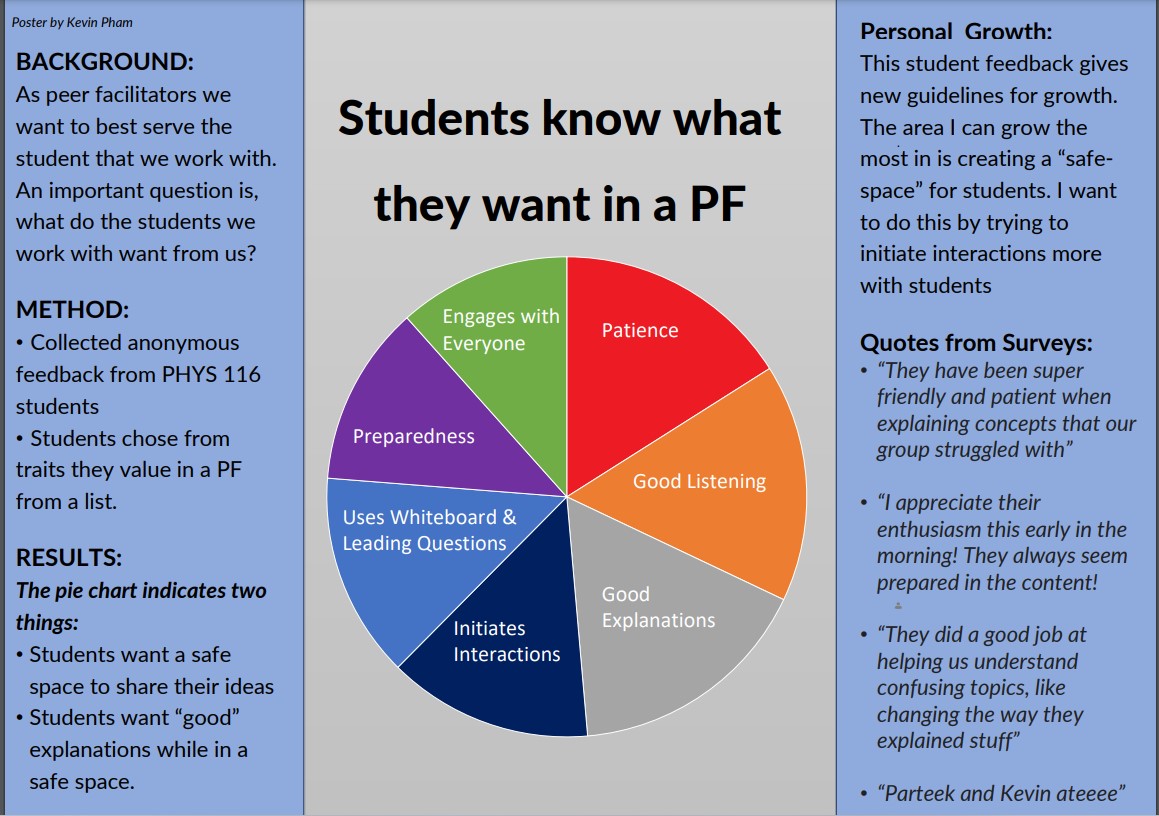 Poster by Kevin Pham
BACKGROUND:
As peer facilitators we
want to best serve the
student that we work with.
An important question is,
what do the students we
work with want from us?
METHOD:
• Collected anonymous
feedback from PHYS 116
students
• Students chose from
traits they value in a PF
from a list.
RESULTS:
The pie chart indicates two
things:
• Students want a safe
space to share their ideas
• Students want “good”
explanations while in a
safe space.
Students know what
they want in a PF
Engages with
Everyone
Patience
Preparedness
Good Listening
Uses Whiteboard &
Leading Questions
Good
Explanations
Initiates
Interactions
Personal  Growth:
This student feedback gives
new guidelines for growth.
The area I can grow the
most in is creating a “safe-
space” for students. I want
to do this by trying to
initiate interactions more
with students
Quotes from Surveys:
• “They have been super
friendly and patient when
explaining concepts that our
group struggled with”
• “I appreciate their
enthusiasm this early in the
morning! They always seem
prepared in the content!
• “They did a good job at
helping us understand
confusing topics, like
changing the way they
explained stuff”
• “Parteek and Kevin ateeee”